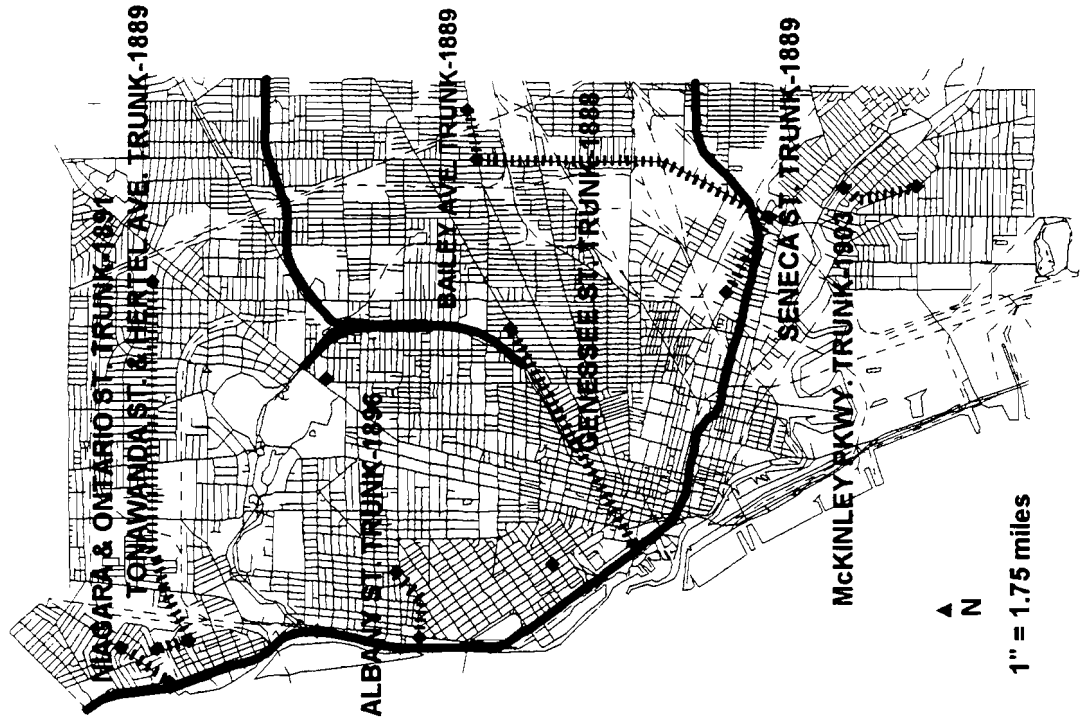 NIAGARA & ONTARIO ST. TRUNK-1891
TONAWANDA ST. & HERTEL AVE. TRUNK-1889
ALBANY ST. TRUNK-1896
BAILEY AVE. TRUNK-1889
GENESSEE ST. TRUNK-1888
SENECA ST. TRUNK-1889
McKINLEY PKWY. TRUNK-1903
N
1" = 1.75 miles